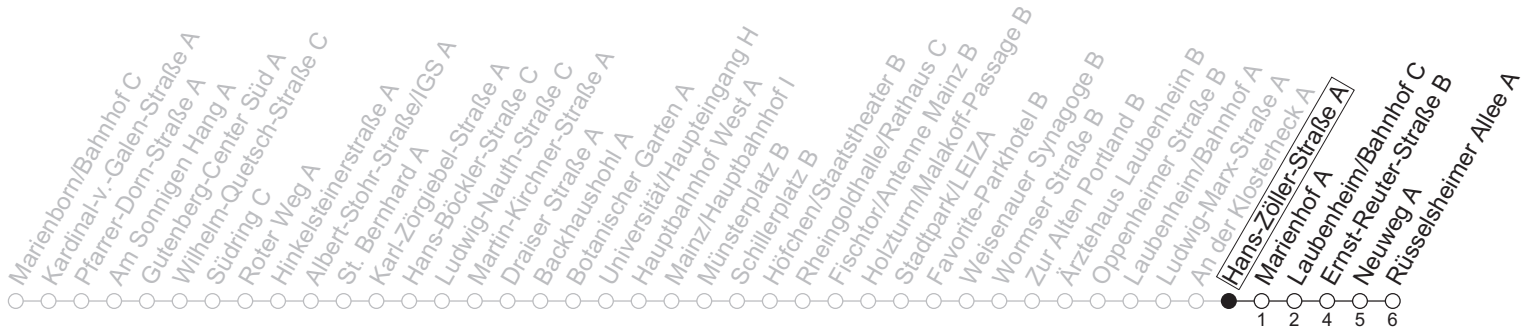 Marienborn/Bahnhof C
Kardinal-v.-Galen-Straße A
Pfarrer-Dorn-Straße A
Am Sonnigen Hang A
Gutenberg-Center Süd A
Wilhelm-Quetsch-Straße C
Südring C
Roter Weg A
Hinkelsteinerstraße A
Albert-Stohr-Straße/IGS A
St. Bernhard A
Karl-Zörgiebel-Straße A
Hans-Böckler-Straße C
Ludwig-Nauth-Straße C
Martin-Kirchner-Straße A
Draiser Straße A
Backhaushohl A
Botanischer Garten A
Universität/Haupteingang H
Hauptbahnhof West A
Mainz/Hauptbahnhof I
Münsterplatz B
Schillerplatz B
Höfchen/Staatstheater B
Rheingoldhalle/Rathaus C
Fischtor/Antenne Mainz B
Holzturm/Malakoff-Passage B
Stadtpark/LEIZA
Favorite-Parkhotel B
Weisenauer Synagoge B
Wormser Straße B
Zur Alten Portland B
Ärztehaus Laubenheim B
Oppenheimer Straße B
Laubenheim/Bahnhof A
Ludwig-Marx-Straße A
An der Klosterheck A
Hans-Zöller-Straße A
Marienhof A
Laubenheim/Bahnhof C
Ernst-Reuter-Straße B
Neuweg A
Rüsselsheimer Allee A
1 2 4 5 6